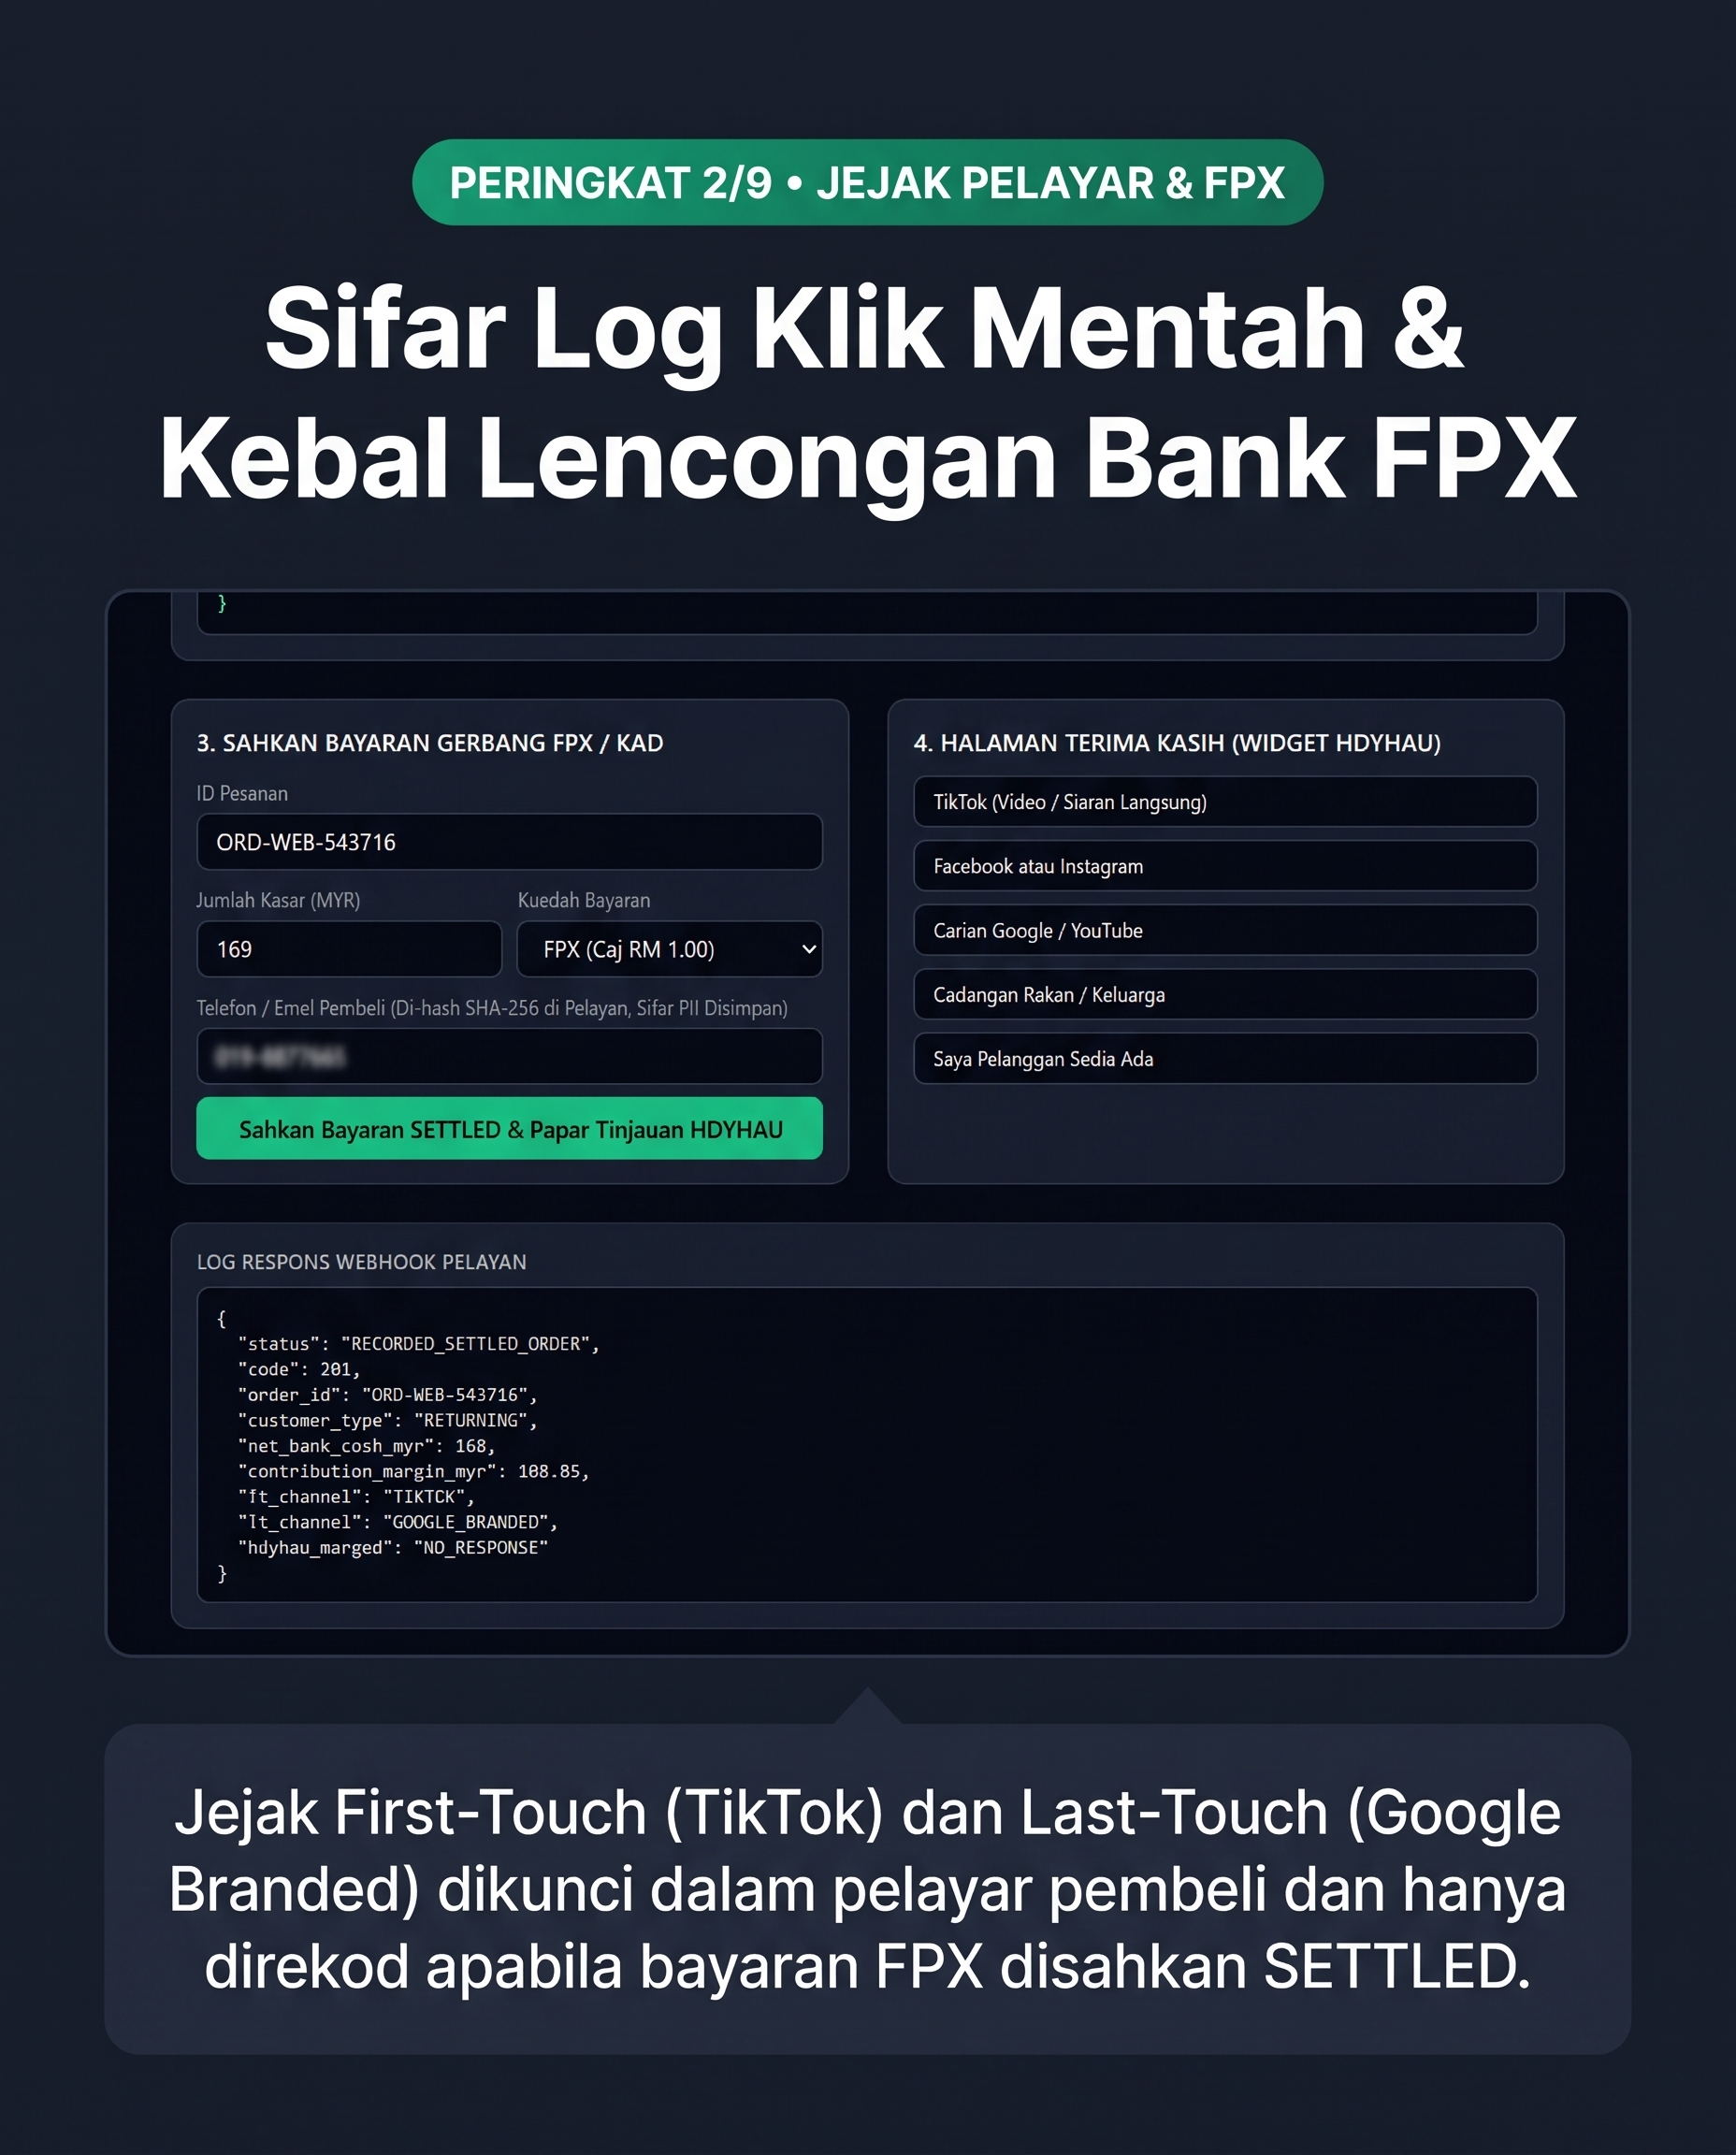 PERINGKAT 2/9 • JEJAK PELAYAR & FPX
Sifar Log Klik Mentah &
Kebal Lencongan Bank FPX
}
3. SAHKAN BAYARAN GERBANG FPX / KAD
ID Pesanan
ORD-WEB-543716
Jumlah Kasar (MYR)
Kuedah Bayaran
169
FPX (Caj RM 1.00)
Telefon / Emel Pembeli (Di-hash SHA-256 di Pelayan, Sifar PII Disimpan)
Sahkan Bayaran SETTLED & Papar Tinjauan HDYHAU
4. HALAMAN TERIMA KASIH (WIDGET HDYHAU)
TikTok (Video / Siaran Langsung)
Facebook atau Instagram
Carian Google / YouTube
Cadangan Rakan / Keluarga
Saya Pelanggan Sedia Ada
LOG RESPONS WEBHOOK PELAYAN
{
"status": "RECORDED_SETTLED_ORDER",
"code": 201,
"order_id": "ORD-WEB-543716",
"customer_type": "RETURNING",
"net_bank_cosh_myr": 168,
"contribution_margin_myr": 108.85,
"ft_channel": "TIKTCK",
"lt_channel": "GOOGLE_BRANDED",
"hdyhau_marged": "NO_RESPONSE"
}
Jejak First-Touch (TikTok) dan Last-Touch (Google
Branded) dikunci dalam pelayar pembeli dan hanya
direkod apabila bayaran FPX disahkan SETTLED.